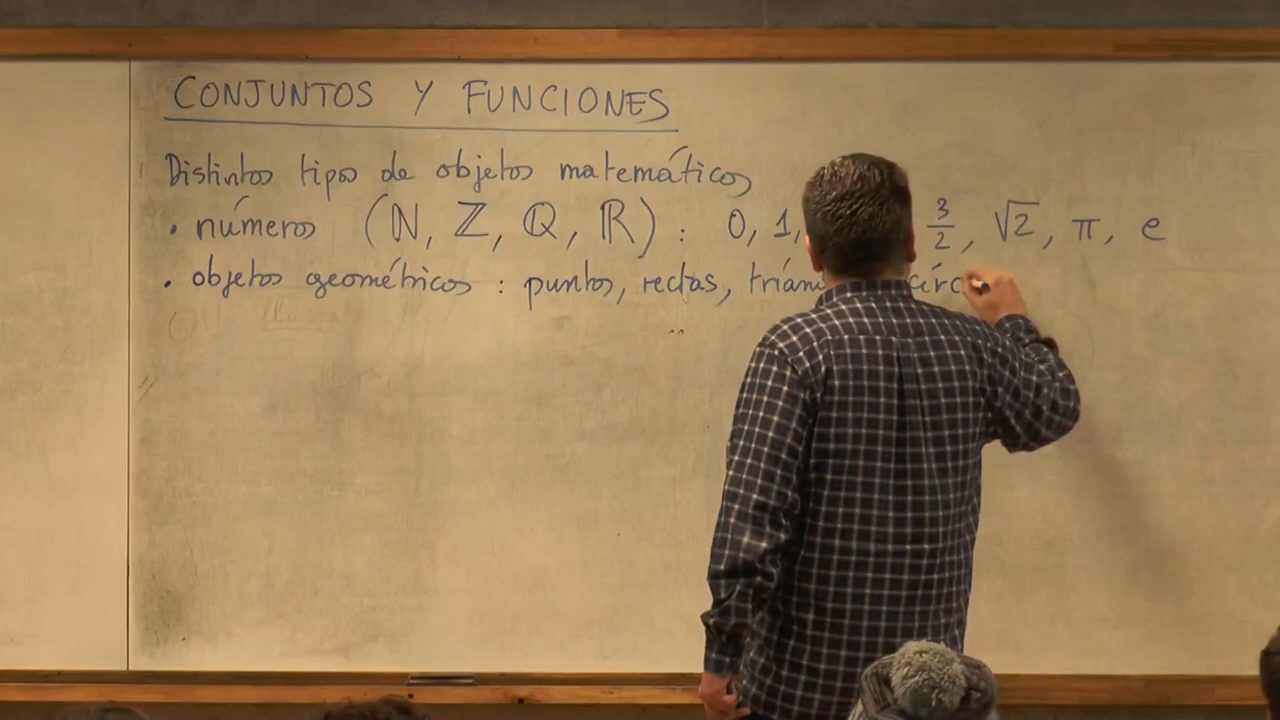 CONJUNTOS Y FUNCIONES
Distintos tipos de objetos matemáticos
• números (ℕ, ℤ, ℚ, ℝ) : 0, 1, 3/2, √2, π, e
• objetos geométricos : puntos, rectas,